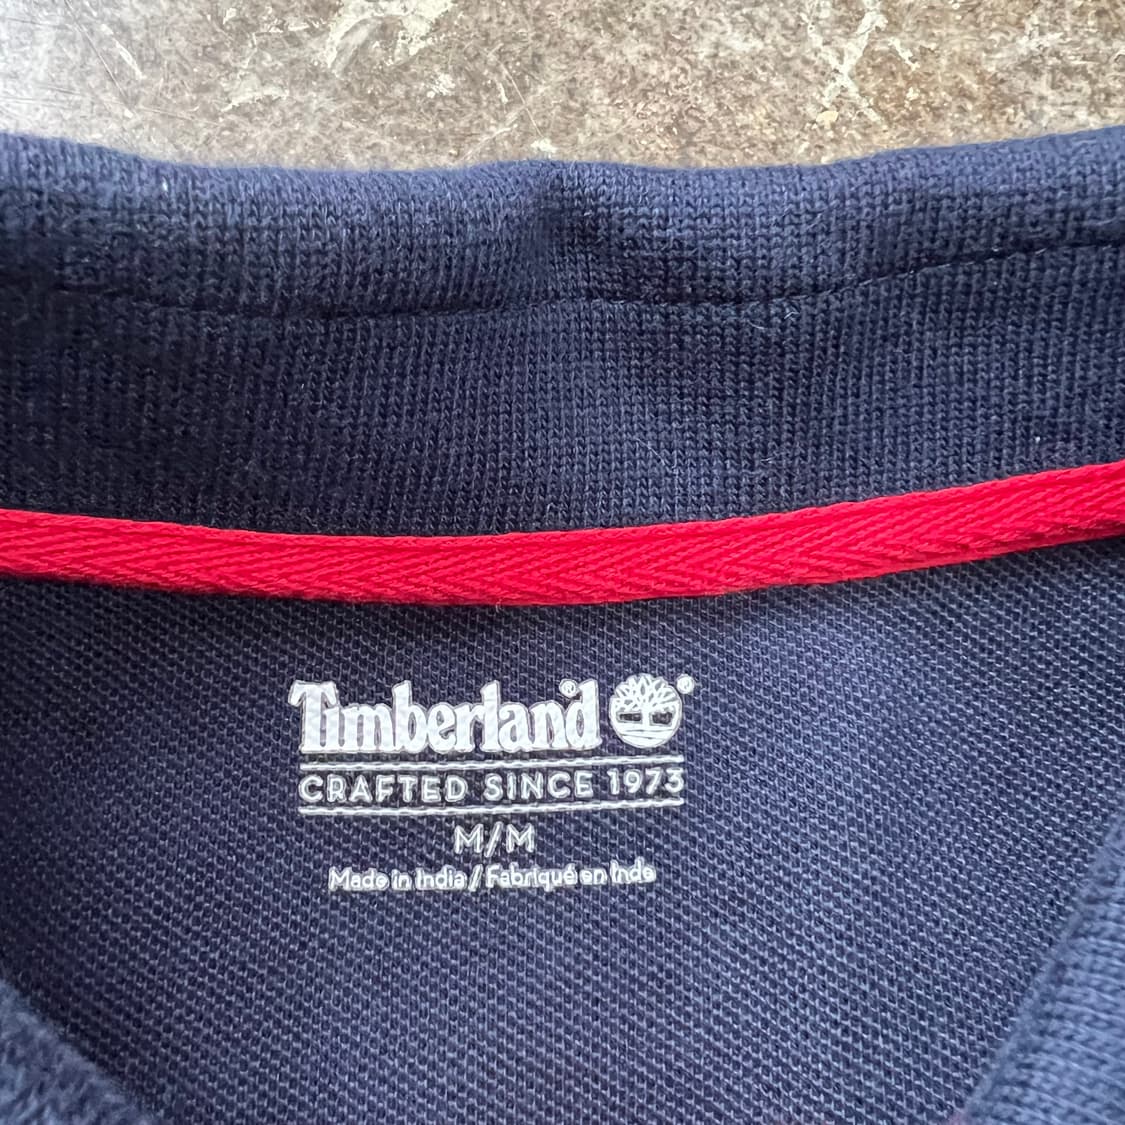 Timberland®
CRAFTED SINCE 1973
M/M
Made in India / Fabriqué en Inde